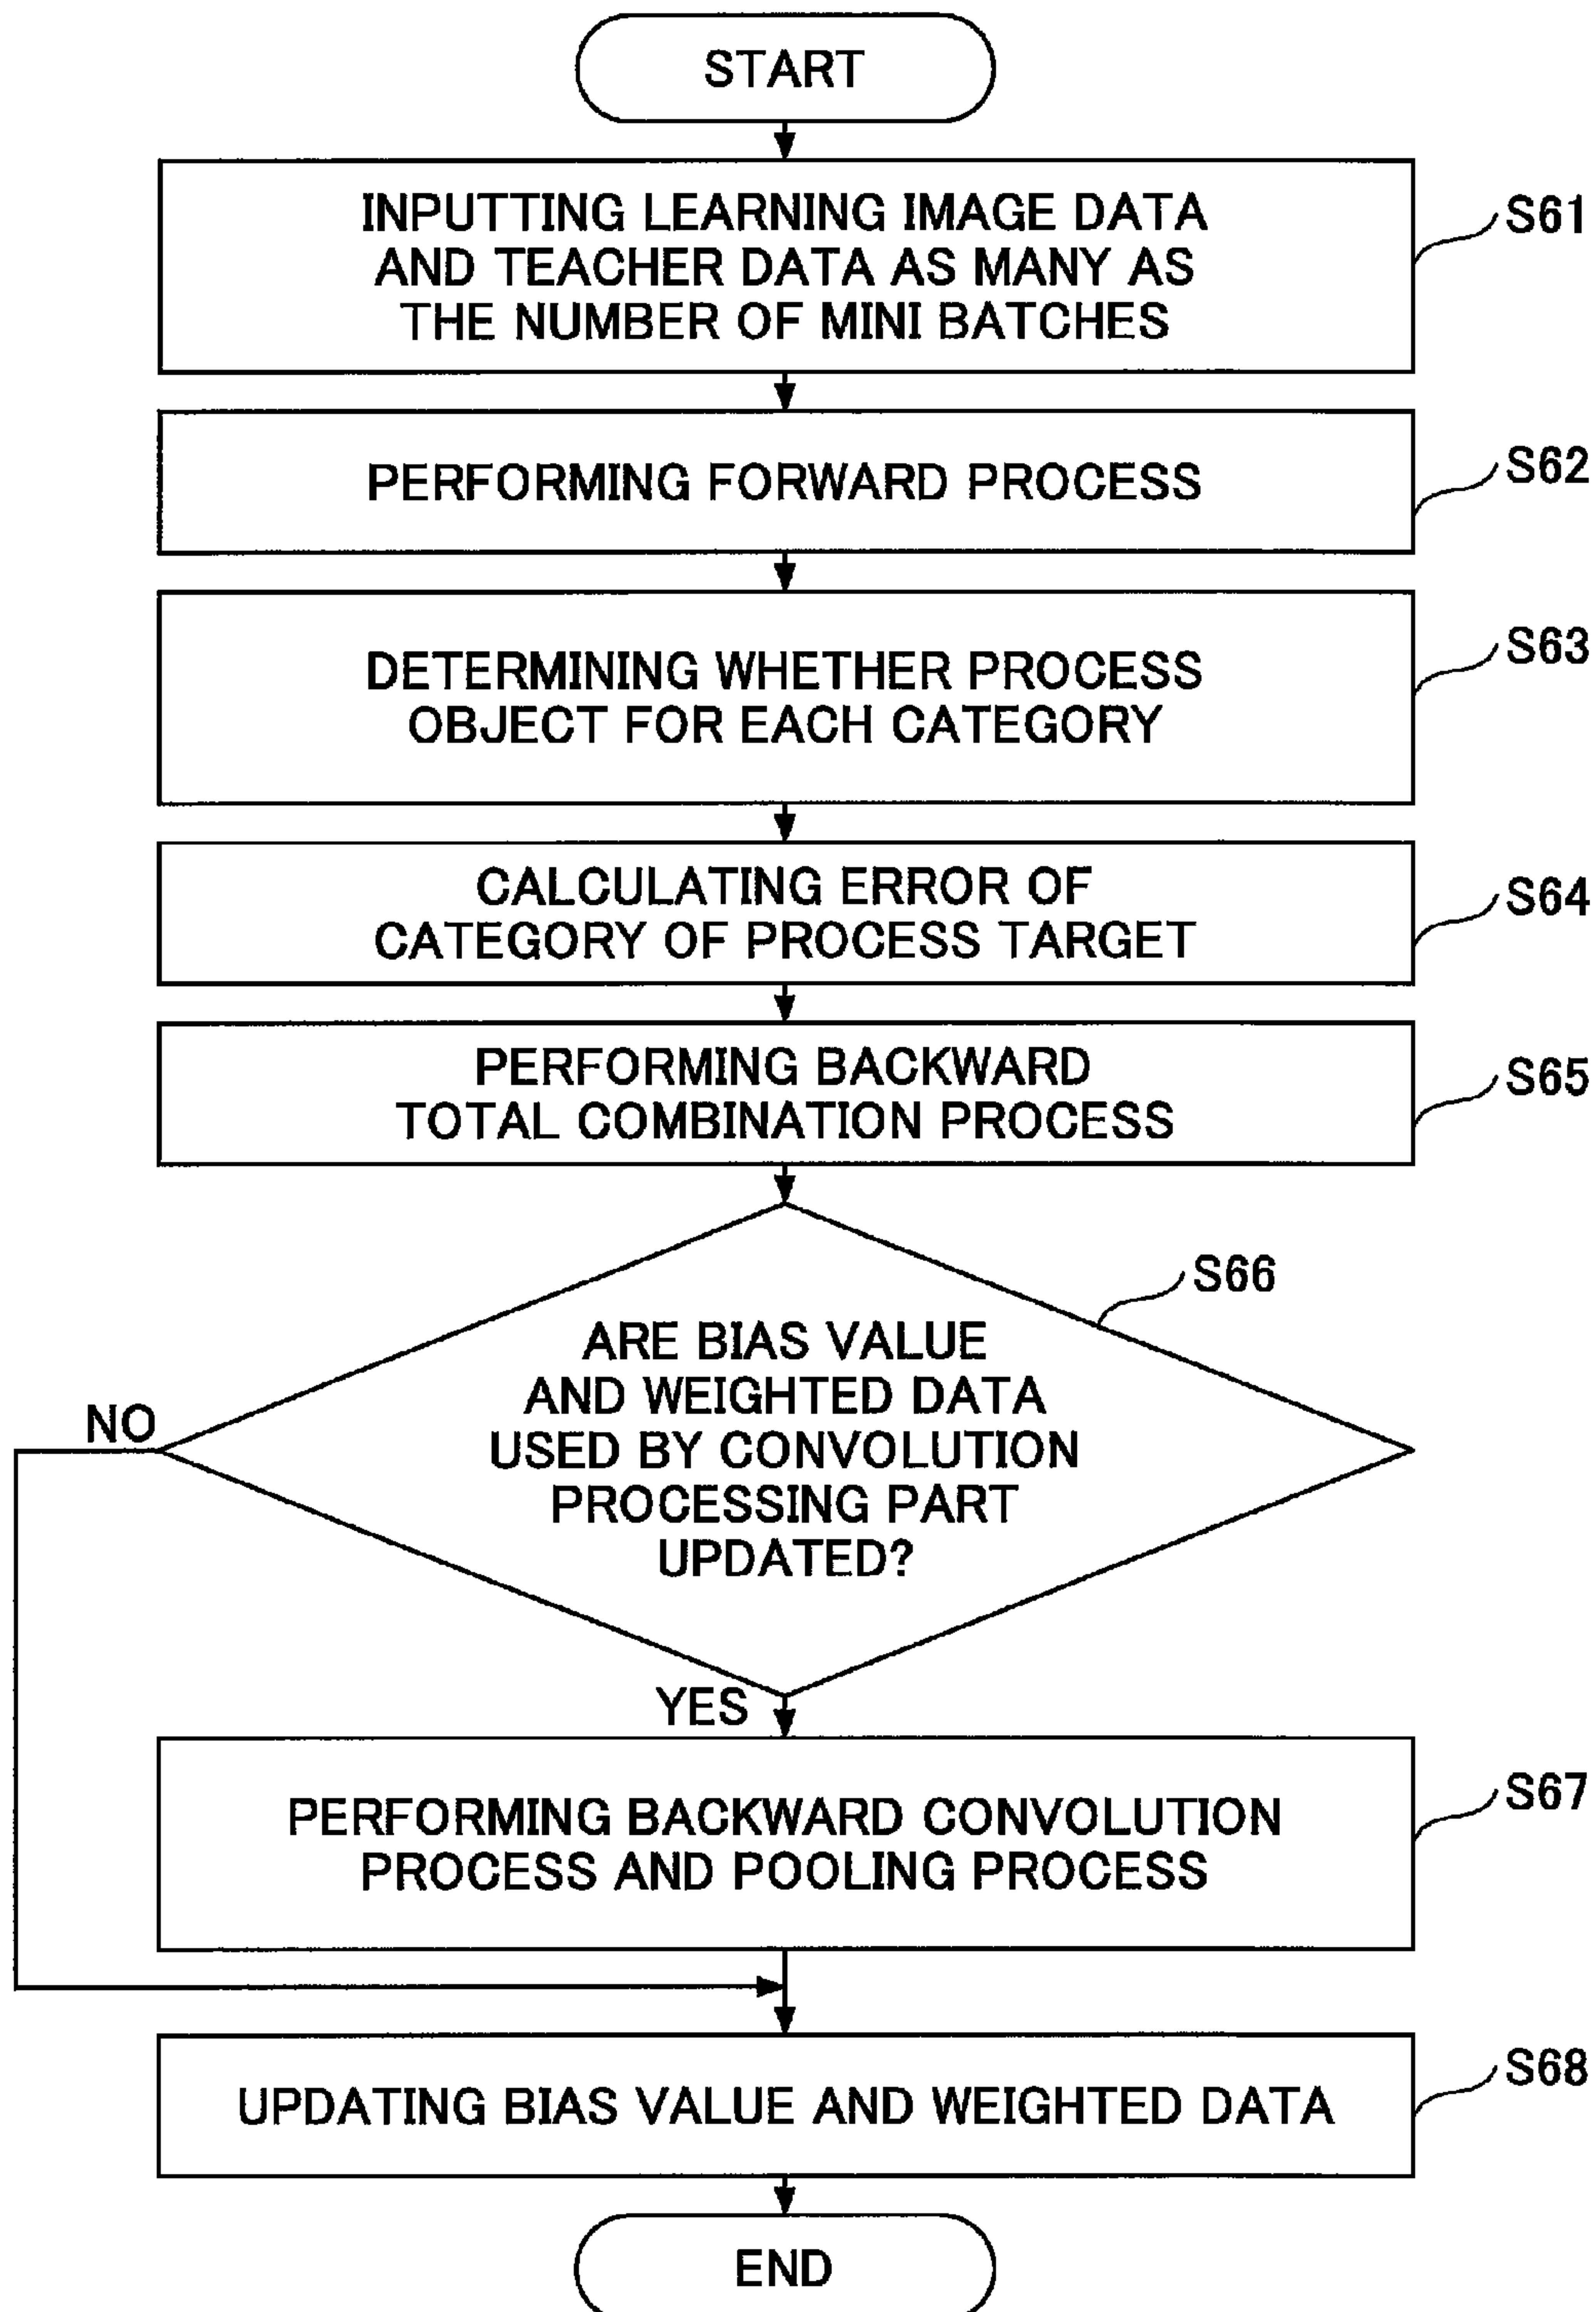 START
INPUTTING LEARNING IMAGE DATA
AND TEACHER DATA AS MANY AS
THE NUMBER OF MINI BATCHES
S61
PERFORMING FORWARD PROCESS
S62
DETERMINING WHETHER PROCESS
OBJECT FOR EACH CATEGORY
S63
CALCULATING ERROR OF
CATEGORY OF PROCESS TARGET
S64
PERFORMING BACKWARD
TOTAL COMBINATION PROCESS
S65
S66
ARE BIAS VALUE
AND WEIGHTED DATA
USED BY CONVOLUTION
PROCESSING PART
UPDATED?
NO
YES
PERFORMING BACKWARD CONVOLUTION
PROCESS AND POOLING PROCESS
S67
UPDATING BIAS VALUE AND WEIGHTED DATA
S68
END